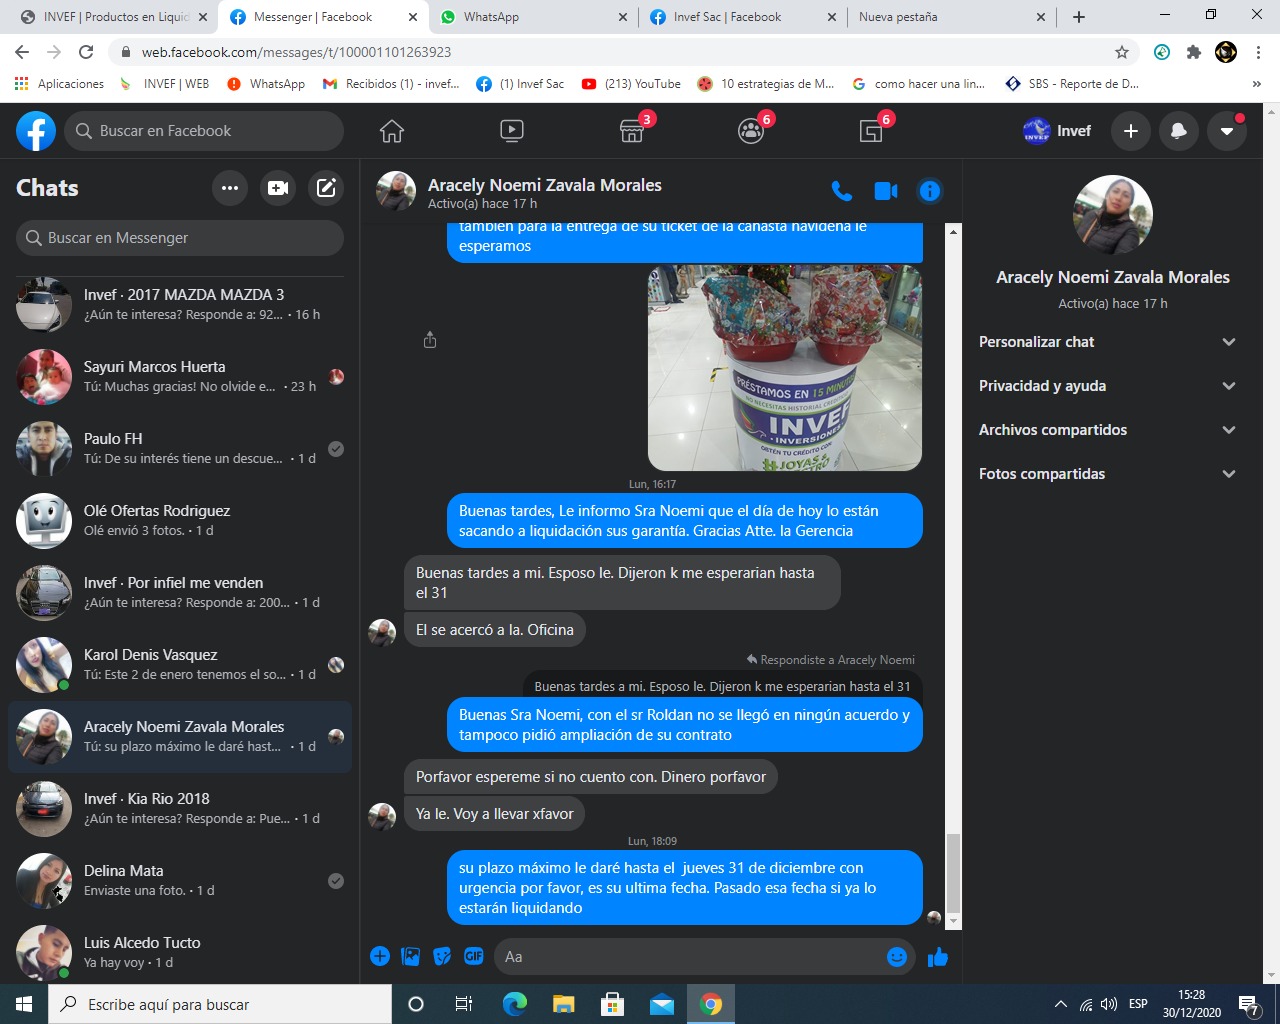 INVEF | Productos en Liquid
Messenger | Facebook
WhatsApp
Invef Sac | Facebook
Nueva pestaña
web.facebook.com/messages/t/100001101263923
Aplicaciones
INVEF | WEB
WhatsApp
Recibidos (1) - invef...
(1) Invef Sac
(213) YouTube
10 estrategias de M...
como hacer una lin...
SBS - Reporte de D...
»
Buscar en Facebook
3
6
6
Invef
Chats
Buscar en Messenger
Invef · 2017 MAZDA MAZDA 3
¿Aún te interesa? Responde a: 92... · 16 h
Sayuri Marcos Huerta
Tú: Muchas gracias! No olvide e... · 23 h
Paulo FH
Tú: De su interés tiene un descue... · 1 d
Olé Ofertas Rodriguez
Olé envió 3 fotos. · 1 d
Invef · Por infiel me venden
¿Aún te interesa? Responde a: 200... · 1 d
Karol Denis Vasquez
Tú: Este 2 de enero tenemos el so... · 1 d
Aracely Noemi Zavala Morales
Tú: su plazo máximo le daré hast... · 1 d
Invef · Kia Rio 2018
¿Aún te interesa? Responde a: Pue... · 1 d
Delina Mata
Enviaste una foto. · 1 d
Luis Alcedo Tucto
Ya hay voy · 1 d
Aracely Noemi Zavala Morales
Activo(a) hace 17 h
también para la entrega de su ticket de la canasta navideña le
esperamos
PRÉSTAMOS EN 15 MINUTO
NO NECESITAS HISTORIAL CREDITICIO
INVEF
· INVERSIONES
OBTÉN TU CRÉDITO CON
#JOYAS &
Lun, 16:17
Buenas tardes, Le informo Sra Noemi que el día de hoy lo están
sacando a liquidación sus garantía. Gracias Atte. la Gerencia
Buenas tardes a mi. Esposo le. Dijeron k me esperarian hasta
el 31
El se acercó a la. Oficina
Respondiste a Aracely Noemi
Buenas tardes a mi. Esposo le. Dijeron k me esperarian hasta el 31
Buenas Sra Noemi, con el sr Roldan no se llegó en ningún acuerdo y
tampoco pidió ampliación de su contrato
Porfavor espereme si no cuento con. Dinero porfavor
Ya le. Voy a llevar xfavor
Lun, 18:09
su plazo máximo le daré hasta el  jueves 31 de diciembre con
urgencia por favor, es su ultima fecha. Pasado esa fecha si ya lo
estarán liquidando
GIF
Aa
Aracely Noemi Zavala Morales
Activo(a) hace 17 h
Personalizar chat
Privacidad y ayuda
Archivos compartidos
Fotos compartidas
Escribe aquí para buscar
ESP
15:28
30/12/2020
7